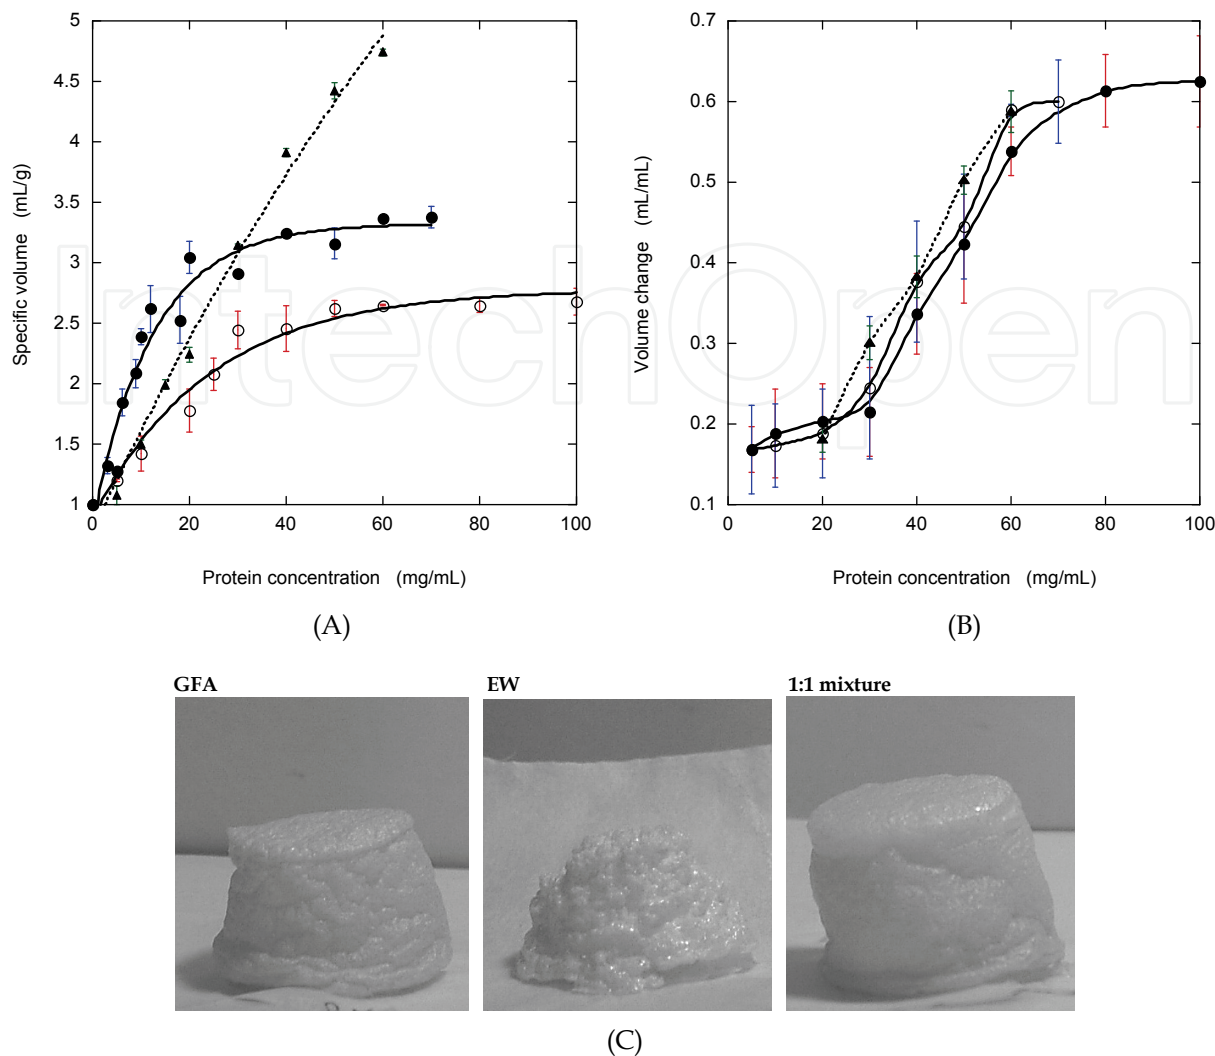 5
4.5
4
3.5
3
2.5
2
1.5
1
0 20 40 60 80 100
Specific volume (mL/g)
Protein concentration (mg/mL)
(A)
0.7
0.6
0.5
0.4
0.3
0.2
0.1
0 20 40 60 80 100
Volume change (mL/mL)
Protein concentration (mg/mL)
(B)
IntechOpen
GFA
EW
1:1 mixture
(C)